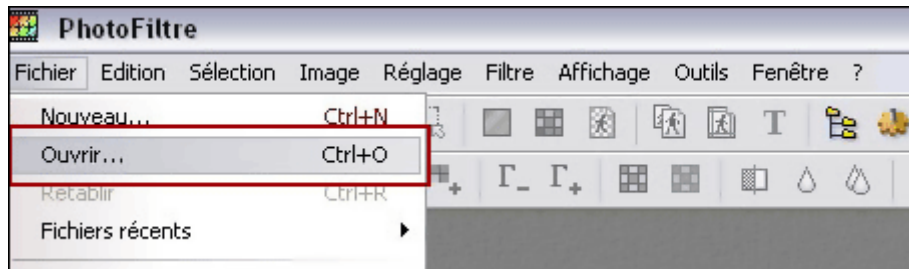 PhotoFiltre
Fichier Edition Sélection Image Réglage Filtre Affichage Outils Fenêtre ?
Nouveau... Ctrl+N
Ouvrir... Ctrl+O
Rétablir Ctrl+R
Fichiers récents
T
Γ- Γ+